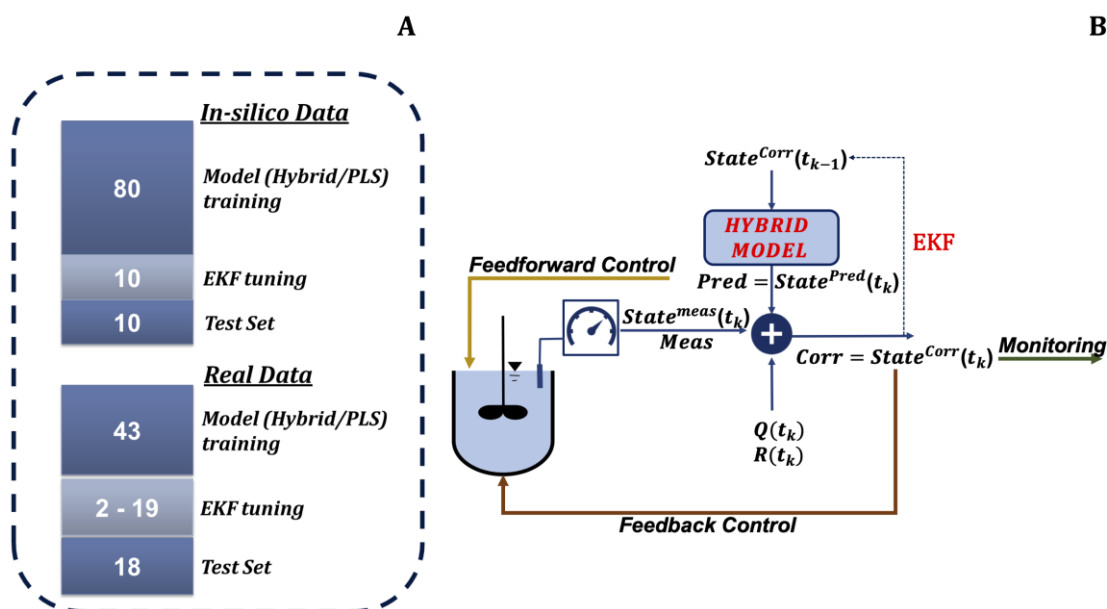 A
In-silico Data
80
Model (Hybrid/PLS)
training
10
EKF tuning
10
Test Set
Real Data
43
Model (Hybrid/PLS)
training
2 - 19
EKF tuning
18
Test Set
B
State^Corr(t_{k-1})
HYBRID
MODEL
EKF
Pred = State^Pred(t_k)
Feedforward Control
State^meas(t_k)
Meas
+
Corr = State^Corr(t_k)
Monitoring
Q(t_k)
R(t_k)
Feedback Control